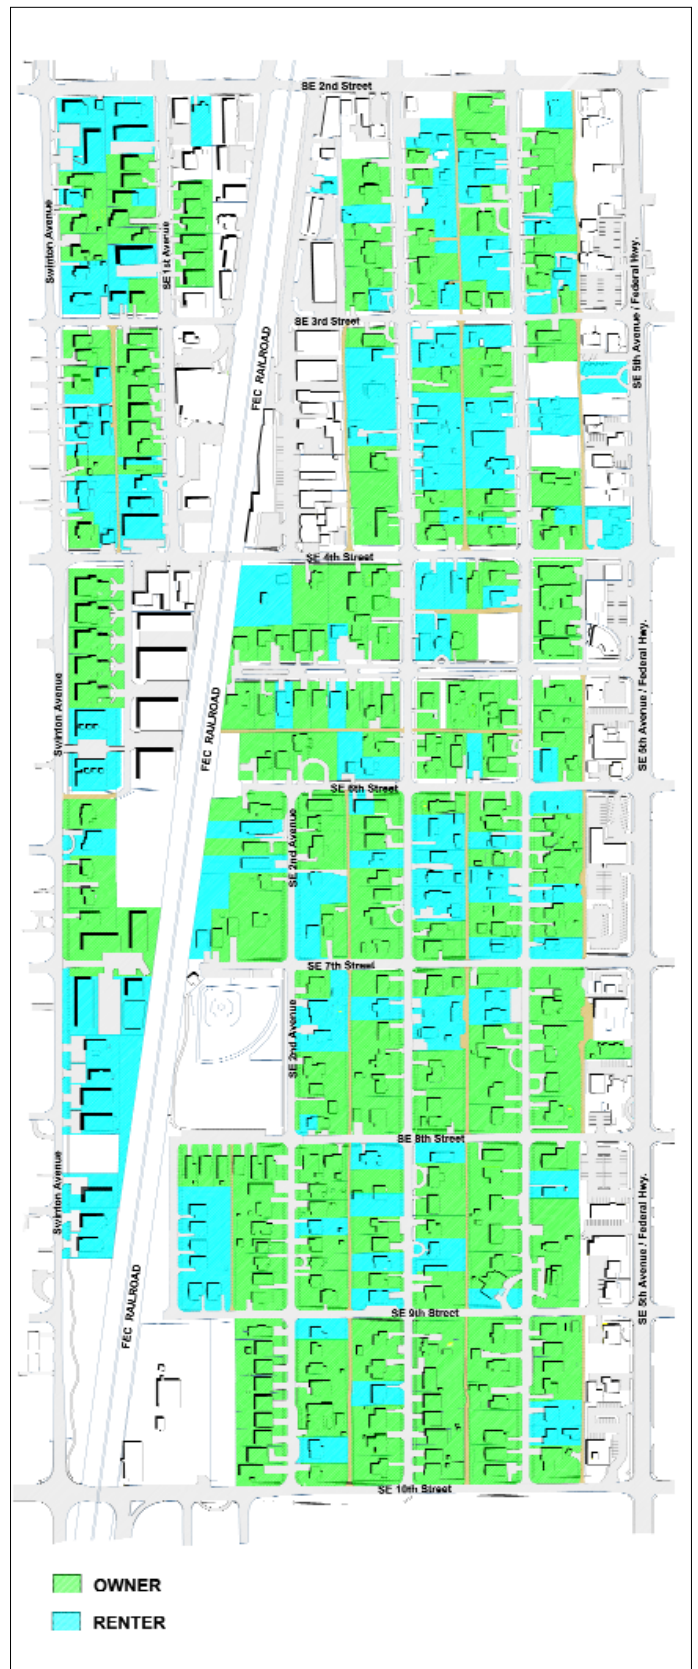 SE 2nd Street
Swinton Avenue
SE 1st Avenue
SE 5th Avenue / Federal Hwy.
SE 3rd Street
FEC RAILROAD
SE 4th Street
Swinton Avenue
FEC RAILROAD
SE 5th Avenue / Federal Hwy.
SE 6th Street
SE 2nd Avenue
SE 7th Street
SE 2nd Avenue
SE 8th Street
Swinton Avenue
SE 5th Avenue / Federal Hwy.
FEC RAILROAD
SE 9th Street
SE 10th Street
OWNER
RENTER